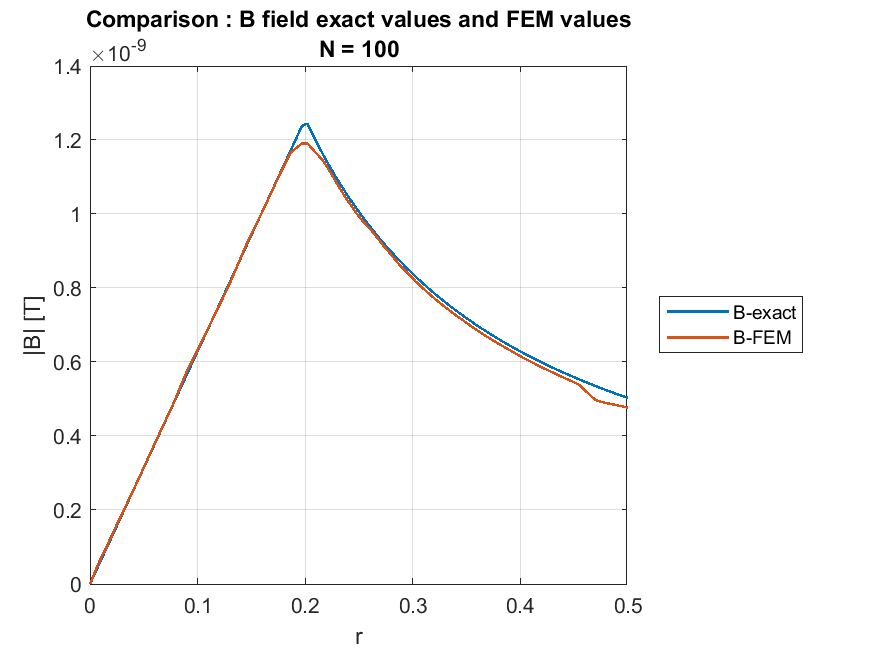 Comparison : B field exact values and FEM values
N = 100
×10-9
1.4
1.2
1
0.8
0.6
0.4
0.2
0
|B| [T]
0 0.1 0.2 0.3 0.4 0.5
r
B-exact
B-FEM